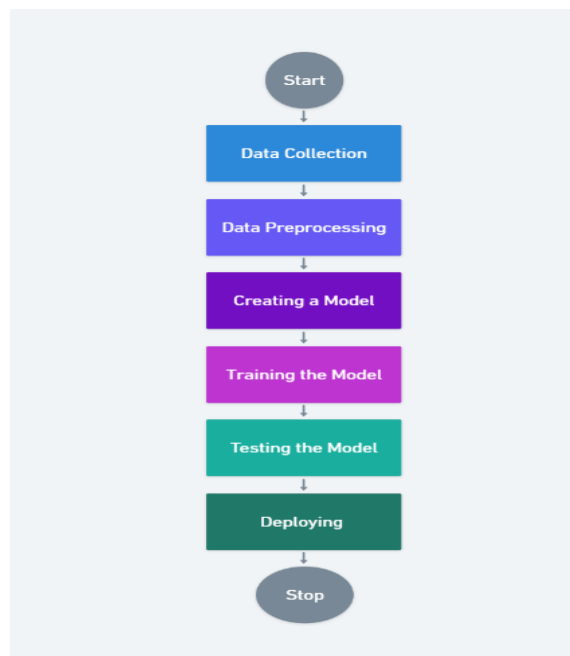 Start
Data Collection
Data Preprocessing
Creating a Model
Training the Model
Testing the Model
Deploying
Stop